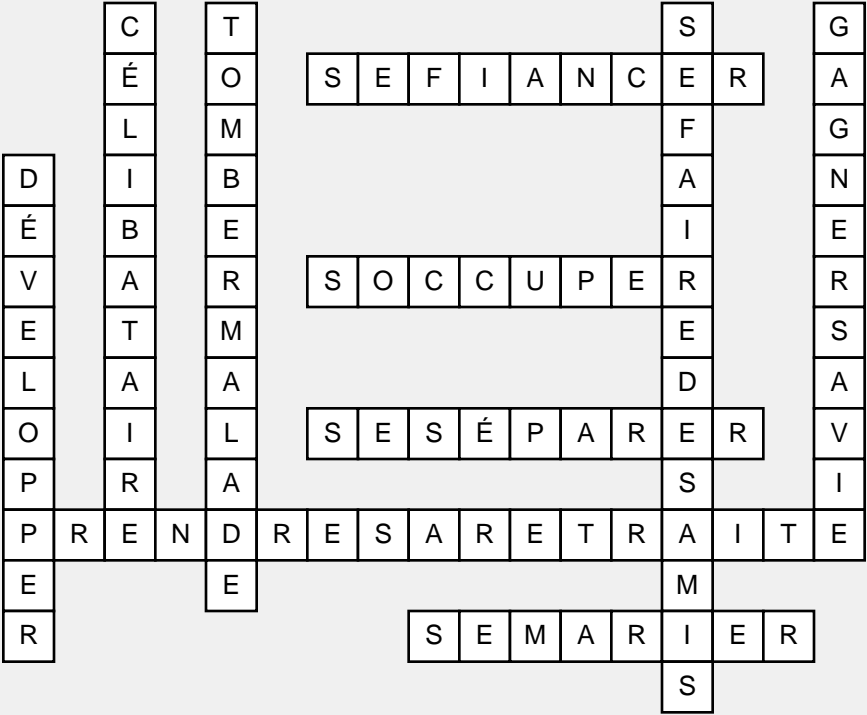 CÉLIBATAIRE
TOMBERMALADE
SEFAIREDESAMIS
GAGNERSAVIE
SEFIANCER
DÉVELOPPER
SOCCUPER
SESÉPARER
PRENDRESARETRAITE
SEMARIER